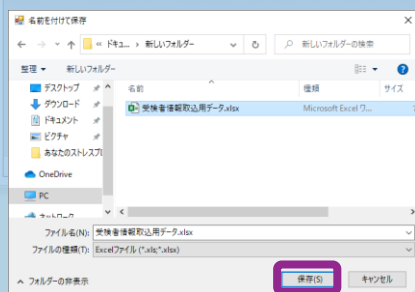 名前を付けて保存
« ドキュ... › 新しいフォルダー
新しいフォルダーの検索
整理 新しいフォルダー
名前 種類 サイズ
デスクトップ
受検者情報取込用データ.xlsx Microsoft Excel ワ...
ダウンロード
ドキュメント
ピクチャ
あなたのストレスプ
OneDrive
PC
ネットワーク
ファイル名(N): 受検者情報取込用データ.xlsx
ファイルの種類(T): Excelファイル (*.xls;*.xlsx)
フォルダーの非表示
保存(S) キャンセル